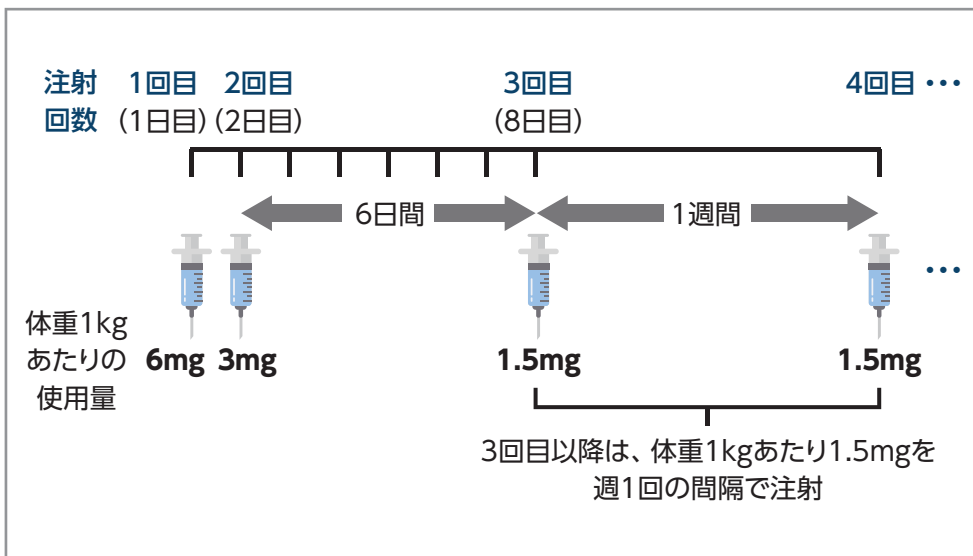 注射 1回目 2回目 3回目 4回目 …
回数 (1日目) (2日目) (8日目)
6日間 1週間
…
体重1kg
あたりの 6mg 3mg 1.5mg 1.5mg
使用量
3回目以降は、体重1kgあたり1.5mgを
週1回の間隔で注射